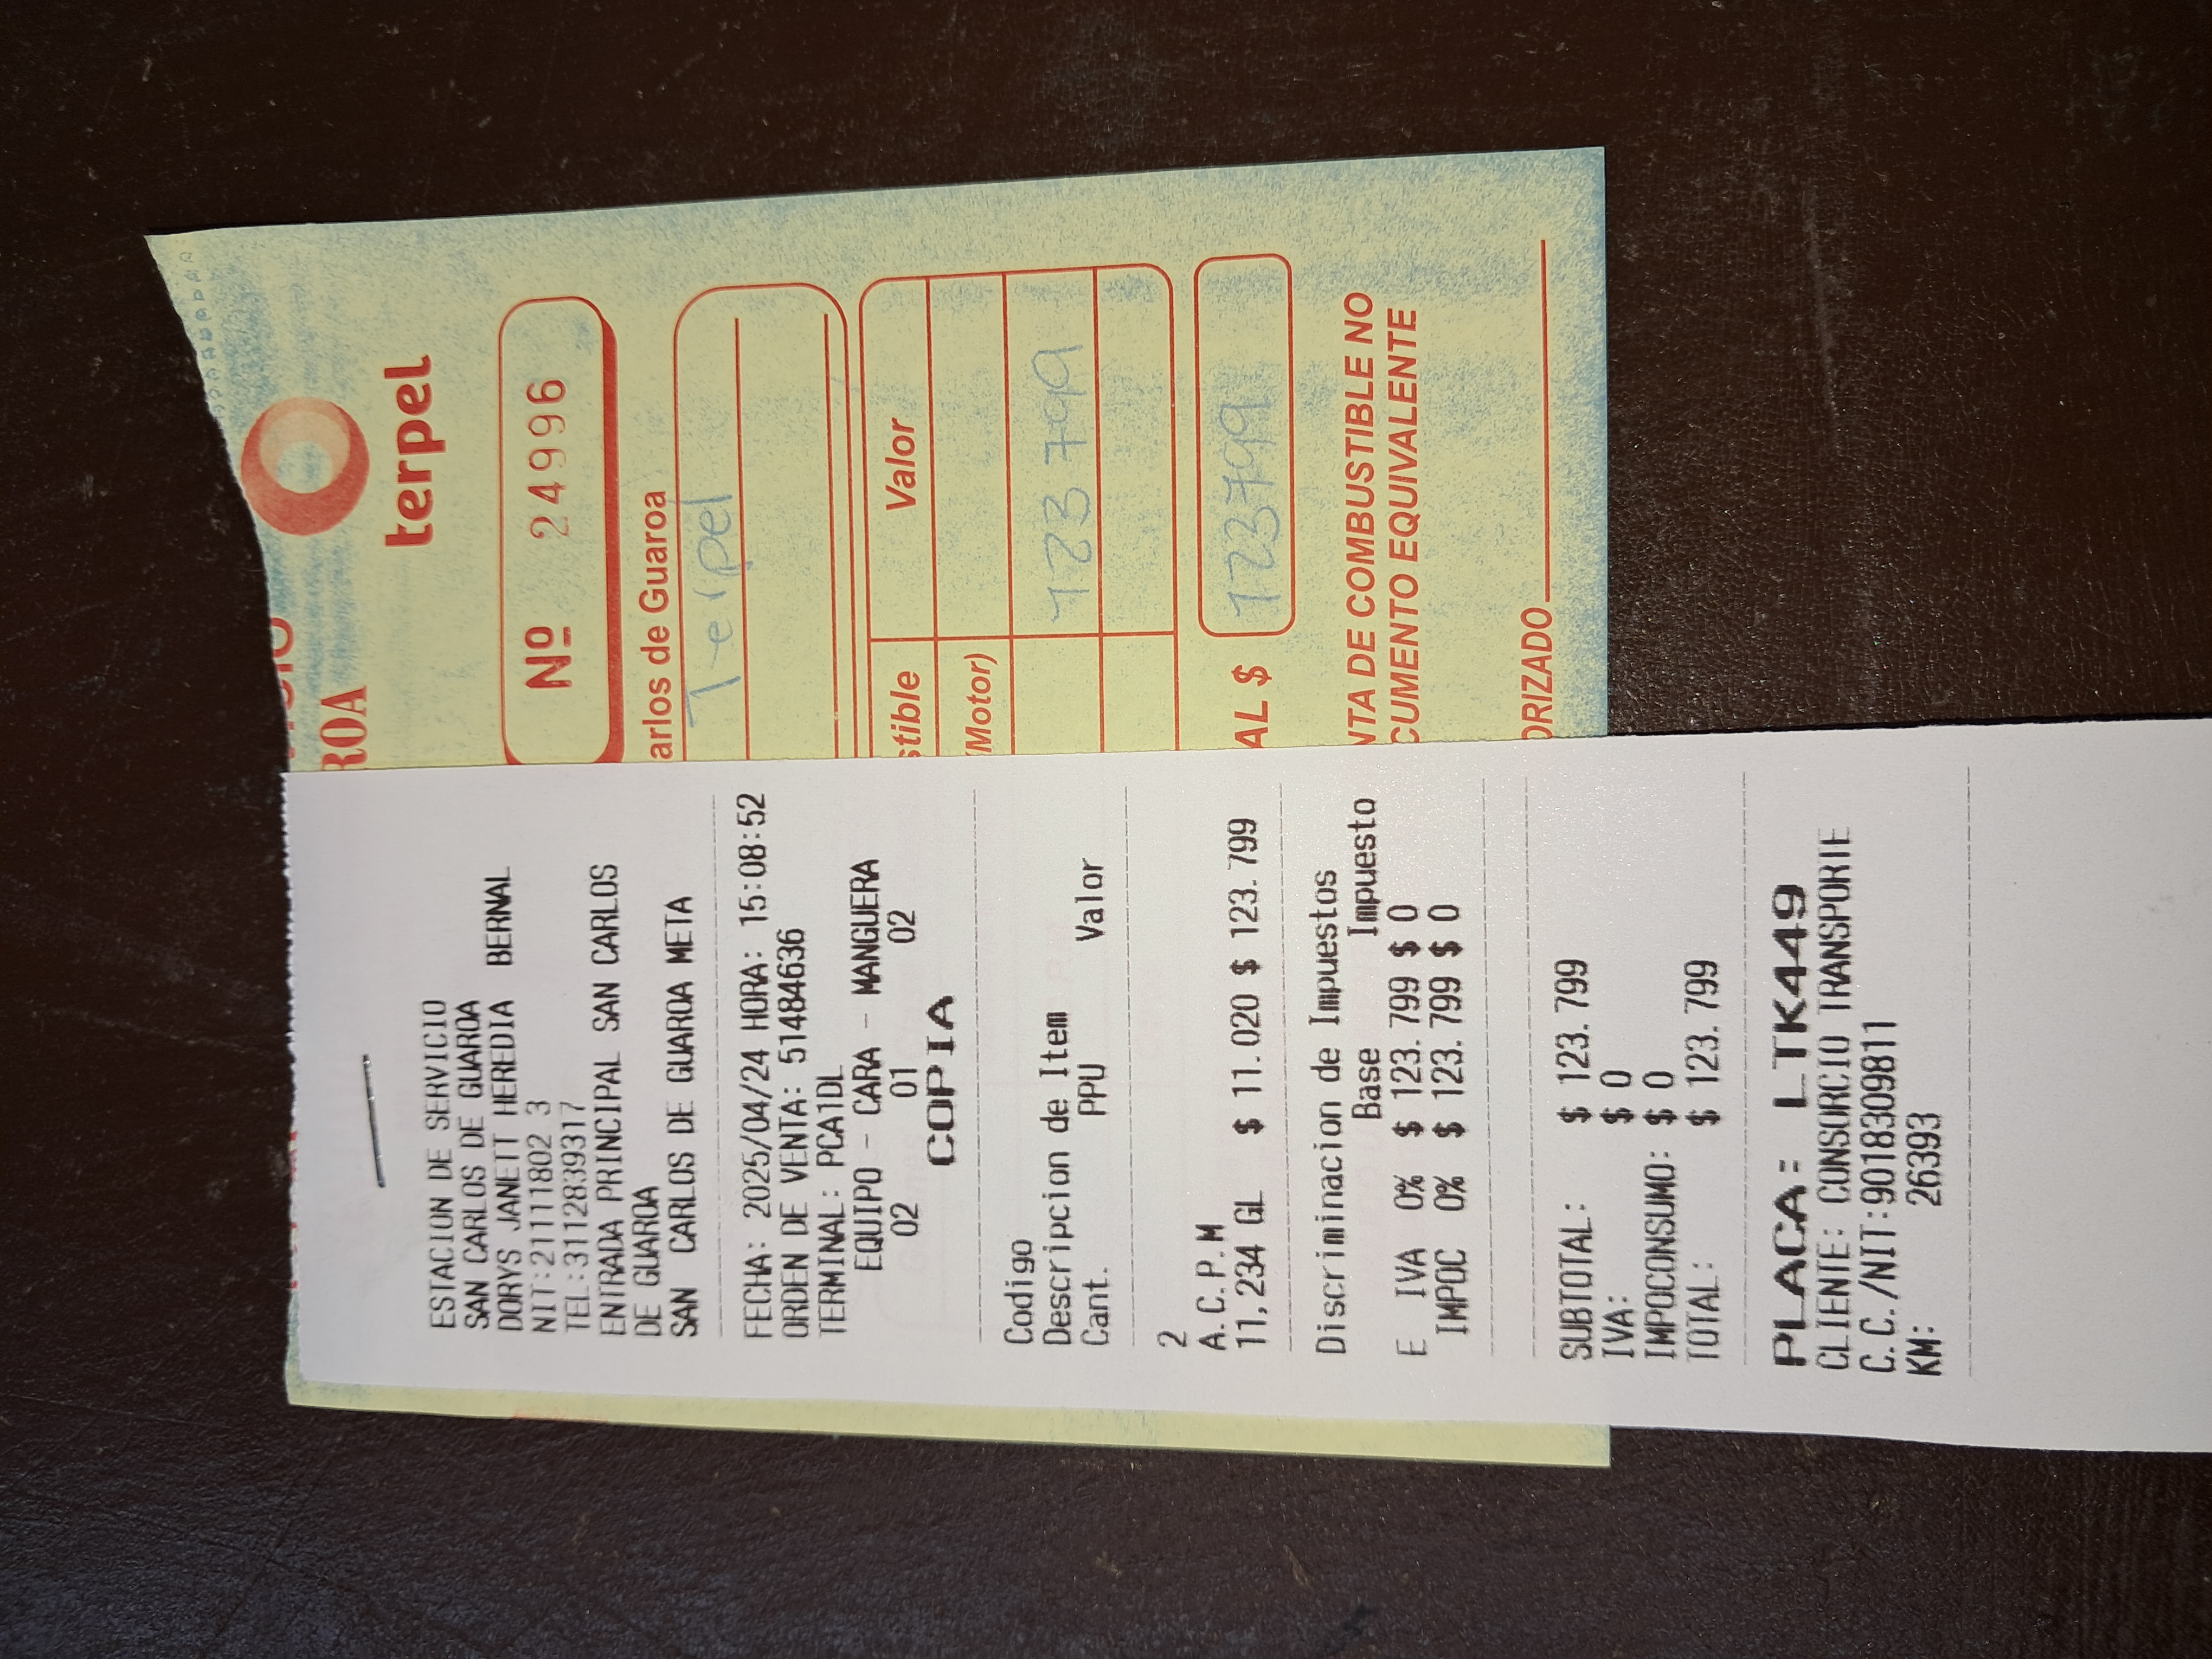 ESTACION DE SERVICIO
SAN CARLOS DE GUAROA
DORYS JANETT HEREDIA BERNAL
NIT:21111802 3
TEL:3112839317
ENTRADA PRINCIPAL SAN CARLOS
DE GUAROA
SAN CARLOS DE GUAROA META
FECHA: 2025/04/24 HORA: 15:08:52
ORDEN DE VENTA: 51484636
TERMINAL: PCA1DL
EQUIPO - CARA - MANGUERA
02 01 02
COPIA
Codigo
Descripcion de Item
Cant. PPU Valor
2
A.C.P.M
11,234 GL $ 11.020 $ 123.799
Discriminacion de Impuestos
Base Impuesto
E IVA 0% $ 123.799 $ 0
IMPOC 0% $ 123.799 $ 0
SUBTOTAL: $ 123.799
IVA: $ 0
IMPOCONSUMO: $ 0
TOTAL: $ 123.799
PLACA: LTK449
CLIENTE: CONSORCIO TRANSPORTE
C.C./NIT:9018309811
KM: 26393
ROA
terpel
Nº 24996
arlos de Guaroa
Terpel
stible Valor
(Motor)
123 799
AL $ 123799
NTA DE COMBUSTIBLE NO
CUMENTO EQUIVALENTE
ORIZADO